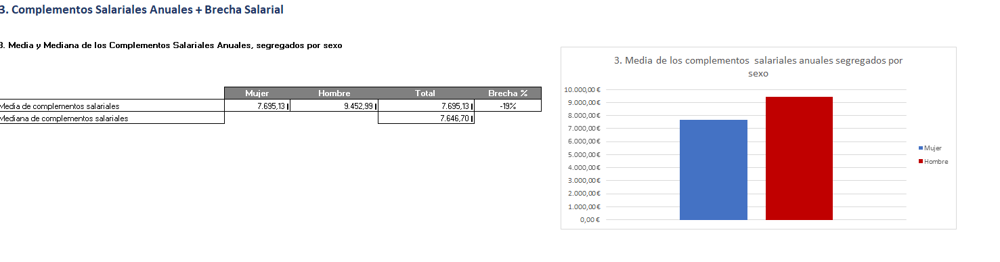 3. Complementos Salariales Anuales + Brecha Salarial
3. Media y Mediana de los Complementos Salariales Anuales, segregados por sexo
Mujer Hombre Total Brecha %
Media de complementos salariales 7.695,13 9.452,99 7.695,13 -19%
Mediana de complementos salariales 7.646,70
3. Media de los complementos salariales anuales segregados por
sexo
10.000,00 €
9.000,00 €
8.000,00 €
7.000,00 €
6.000,00 €
5.000,00 €
4.000,00 €
3.000,00 €
2.000,00 €
1.000,00 €
0,00 €
Mujer
Hombre